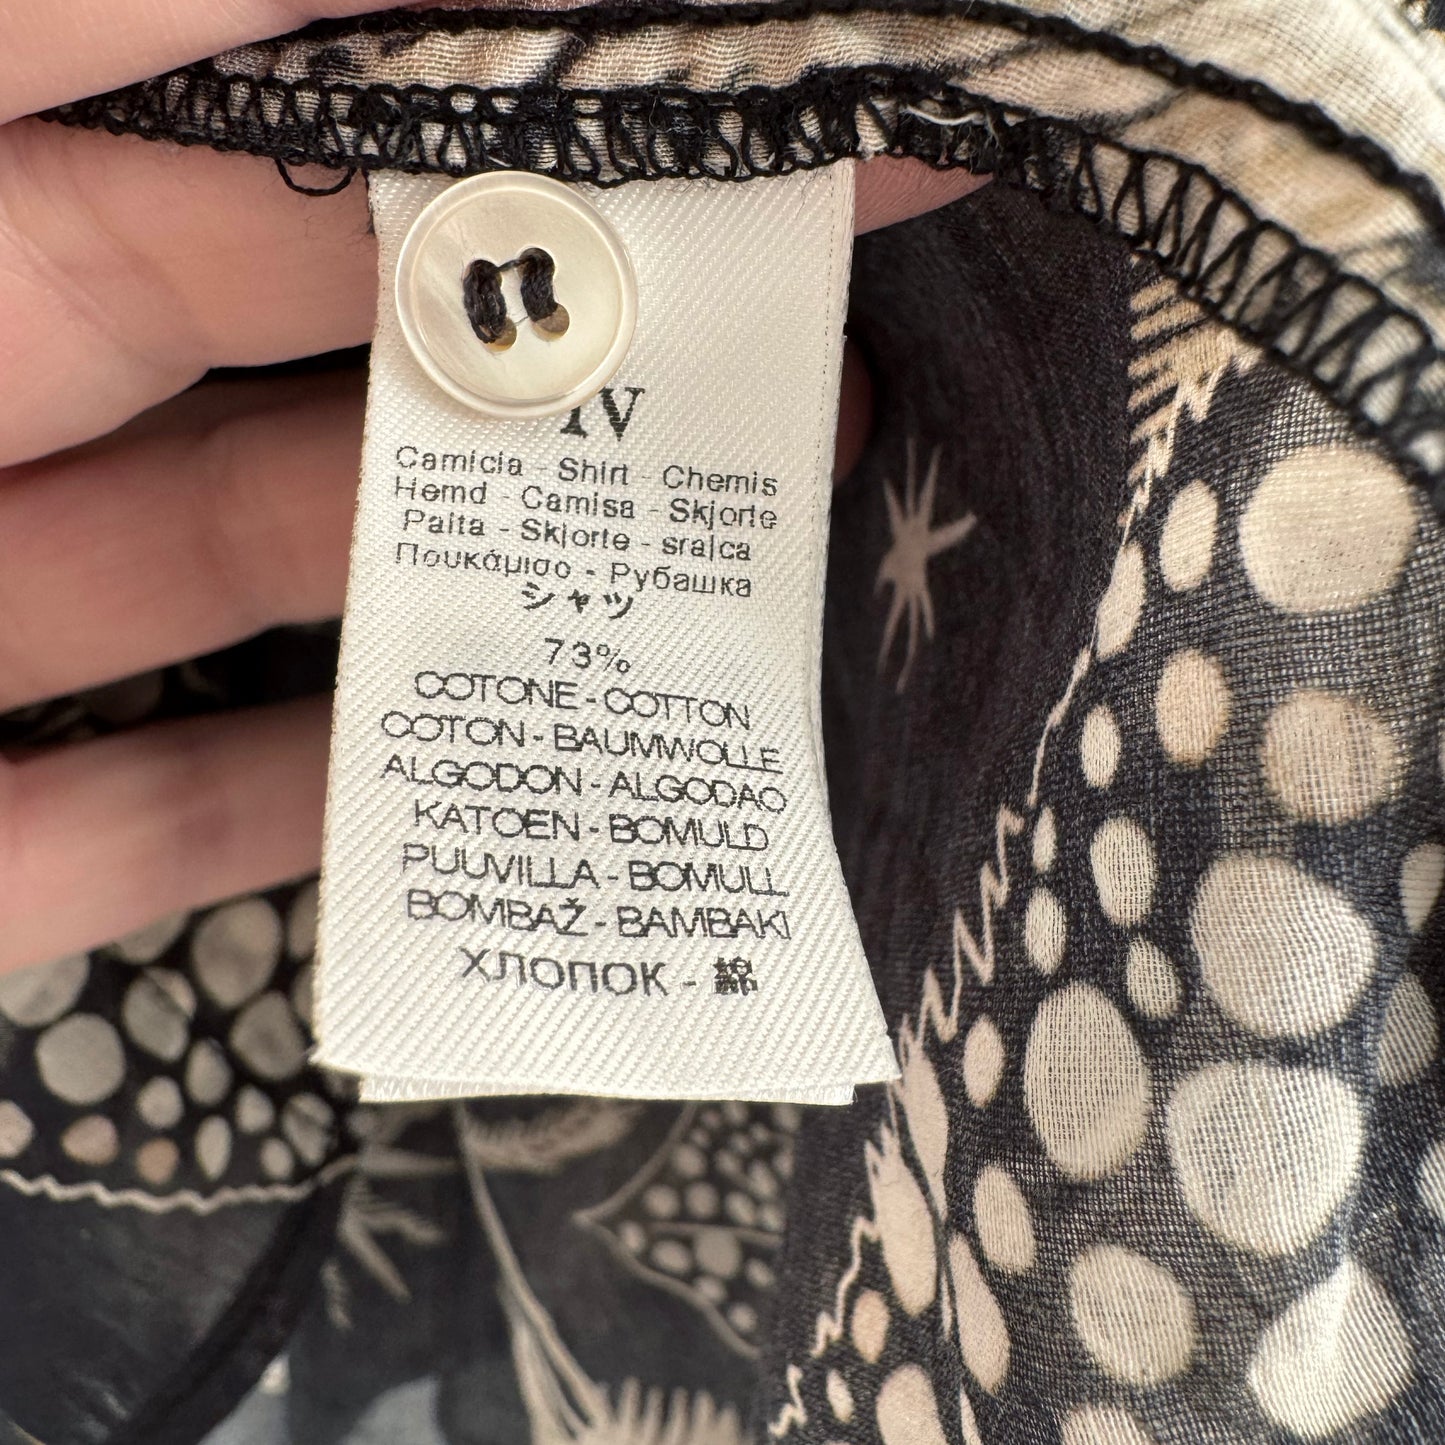 IV
Camicia - Shirt - Chemis
Hemd - Camisa - Skjorte
Paita - Skjorte - srajca
Πουκάμισο - Рубашка
シャツ
73%
COTONE - COTTON
COTON - BAUMWOLLE
ALGODON - ALGODAO
KATOEN - BOMULD
PUUVILLA - BOMULL
BOMBAŽ - BAMBAKI
ХЛОПОК - 綿